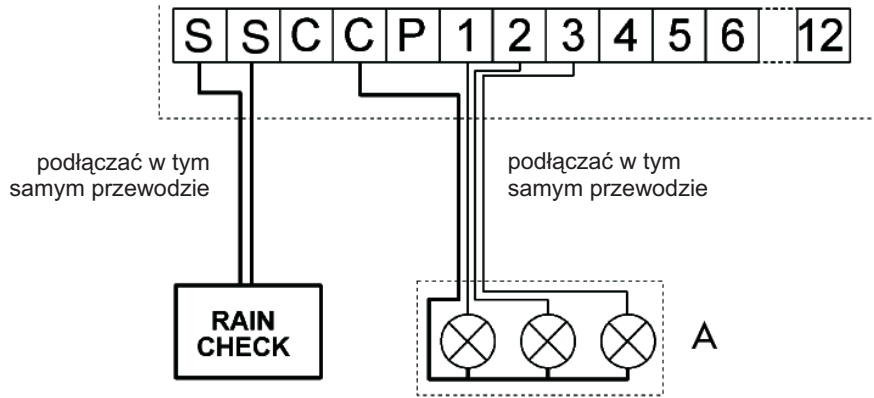 S S C C P 1 2 3 4 5 6 12
podłączać w tym
samym przewodzie
podłączać w tym
samym przewodzie
RAIN
CHECK
A